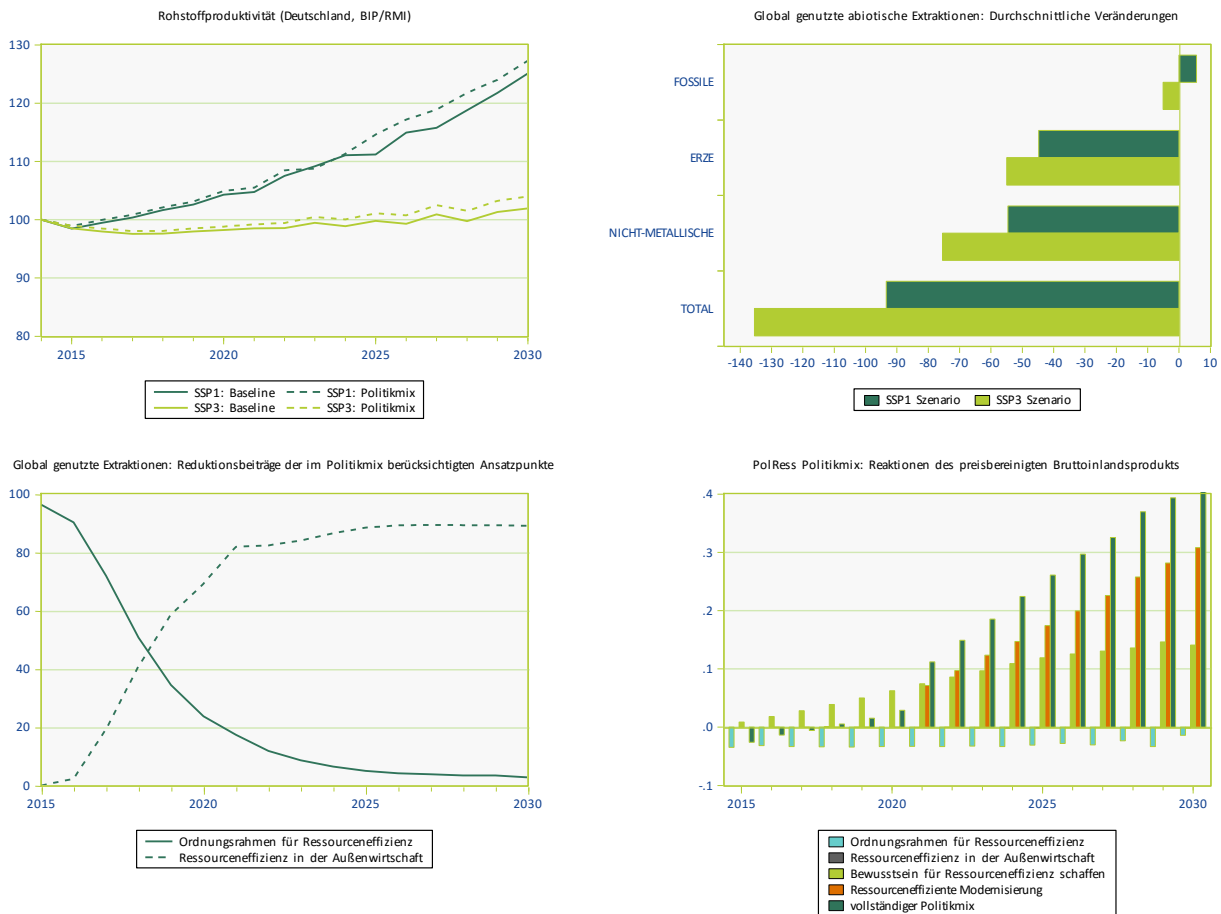 Rohstoffproduktivität (Deutschland, BIP/RMI)
130
120
110
100
90
80
2015
2020
2025
2030
SSP1: Baseline
SSP1: Politikmix
SSP3: Baseline
SSP3: Politikmix
Global genutzte abiotische Extraktionen: Durchschnittliche Veränderungen
FOSSILE
ERZE
NICHT-METALLISCHE
TOTAL
-140 -130 -120 -110 -100 -90 -80 -70 -60 -50 -40 -30 -20 -10 0 10
SSP1 Szenario
SSP3 Szenario
Global genutzte Extraktionen: Reduktionsbeiträge der im Politikmix berücksichtigten Ansatzpunkte
100
80
60
40
20
0
2015
2020
2025
2030
Ordnungsrahmen für Ressourceneffizienz
Ressourceneffizienz in der Außenwirtschaft
PolRess Politikmix: Reaktionen des preisbereinigten Bruttoinlandsprodukts
.4
.3
.2
.1
.0
-.1
2015
2020
2025
2030
Ordnungsrahmen für Ressourceneffizienz
Ressourceneffizienz in der Außenwirtschaft
Bewusstsein für Ressourceneffizienz schaffen
Ressourceneffiziente Modernisierung
vollständiger Politikmix